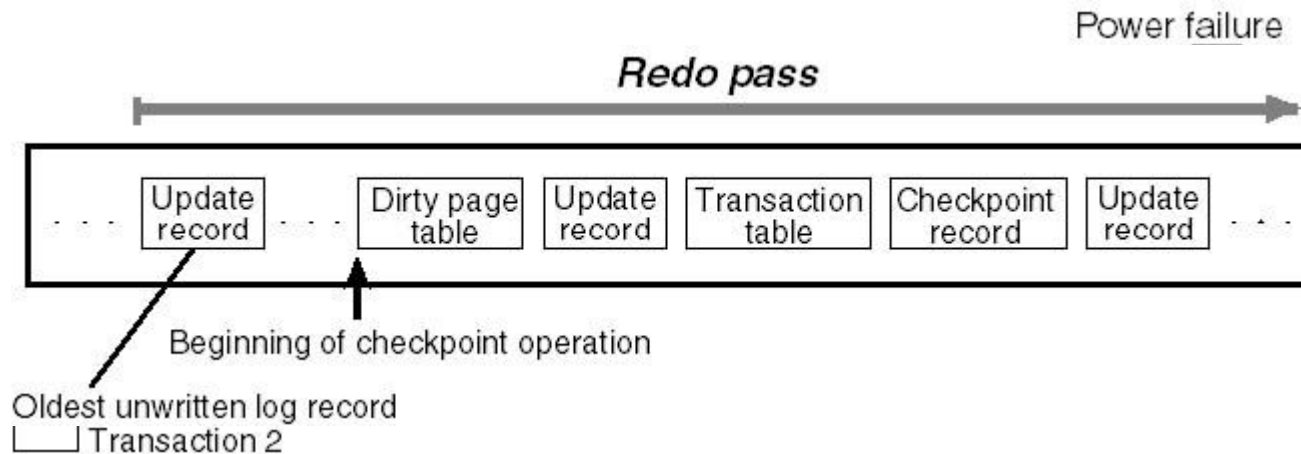 Power failure
Redo pass
Update record
Dirty page table
Update record
Transaction table
Checkpoint record
Update record
Beginning of checkpoint operation
Oldest unwritten log record
Transaction 2